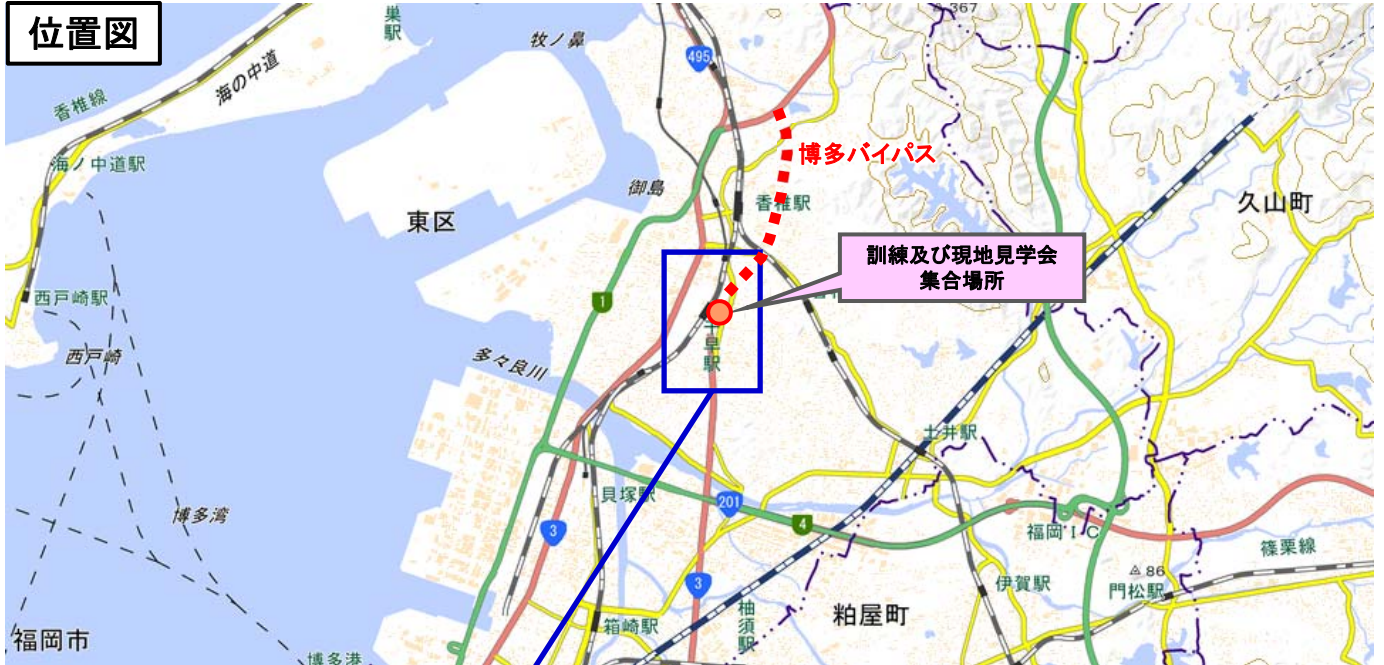 位置図
367
巣駅
牧ノ鼻
495
海の中道
香椎線
博多バイパス
海ノ中道駅
御島
香椎駅
久山町
東区
訓練及び現地見学会
集合場所
西戸崎駅
1
千早駅
西戸崎
多々良川
土井駅
貝塚駅
201
4
博多湾
3
福岡IC
篠栗線
86
伊賀駅
門松駅
3
柚須駅
粕屋町
箱崎駅
福岡市
博多港